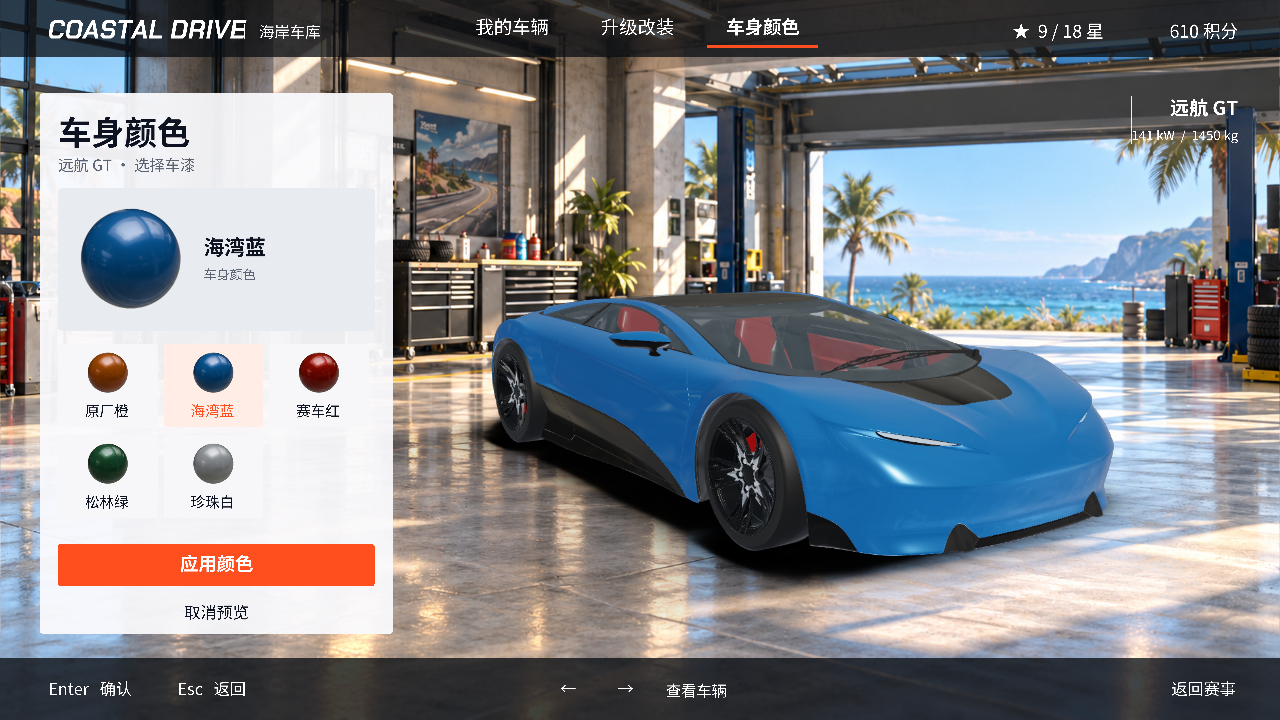 COASTAL DRIVE 海岸车库
我的车辆 升级改装 车身颜色
★ 9 / 18 星 610 积分
远航 GT
141 kW / 1450 kg
车身颜色
远航 GT · 选择车漆
海湾蓝
车身颜色
原厂橙 海湾蓝 赛车红
松林绿 珍珠白
应用颜色
取消预览
Enter 确认 Esc 返回
← → 查看车辆
返回赛事